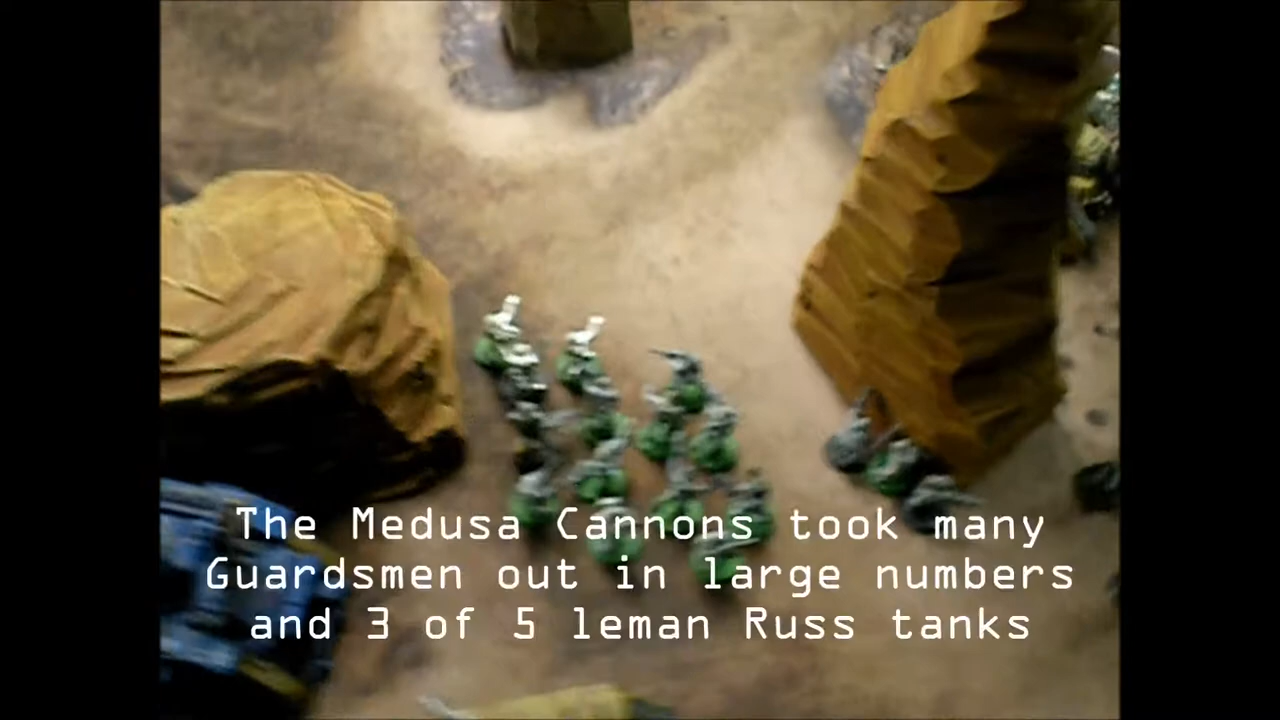 The Medusa Cannons took many
Guardsmen out in large numbers
and 3 of 5 leman Russ tanks